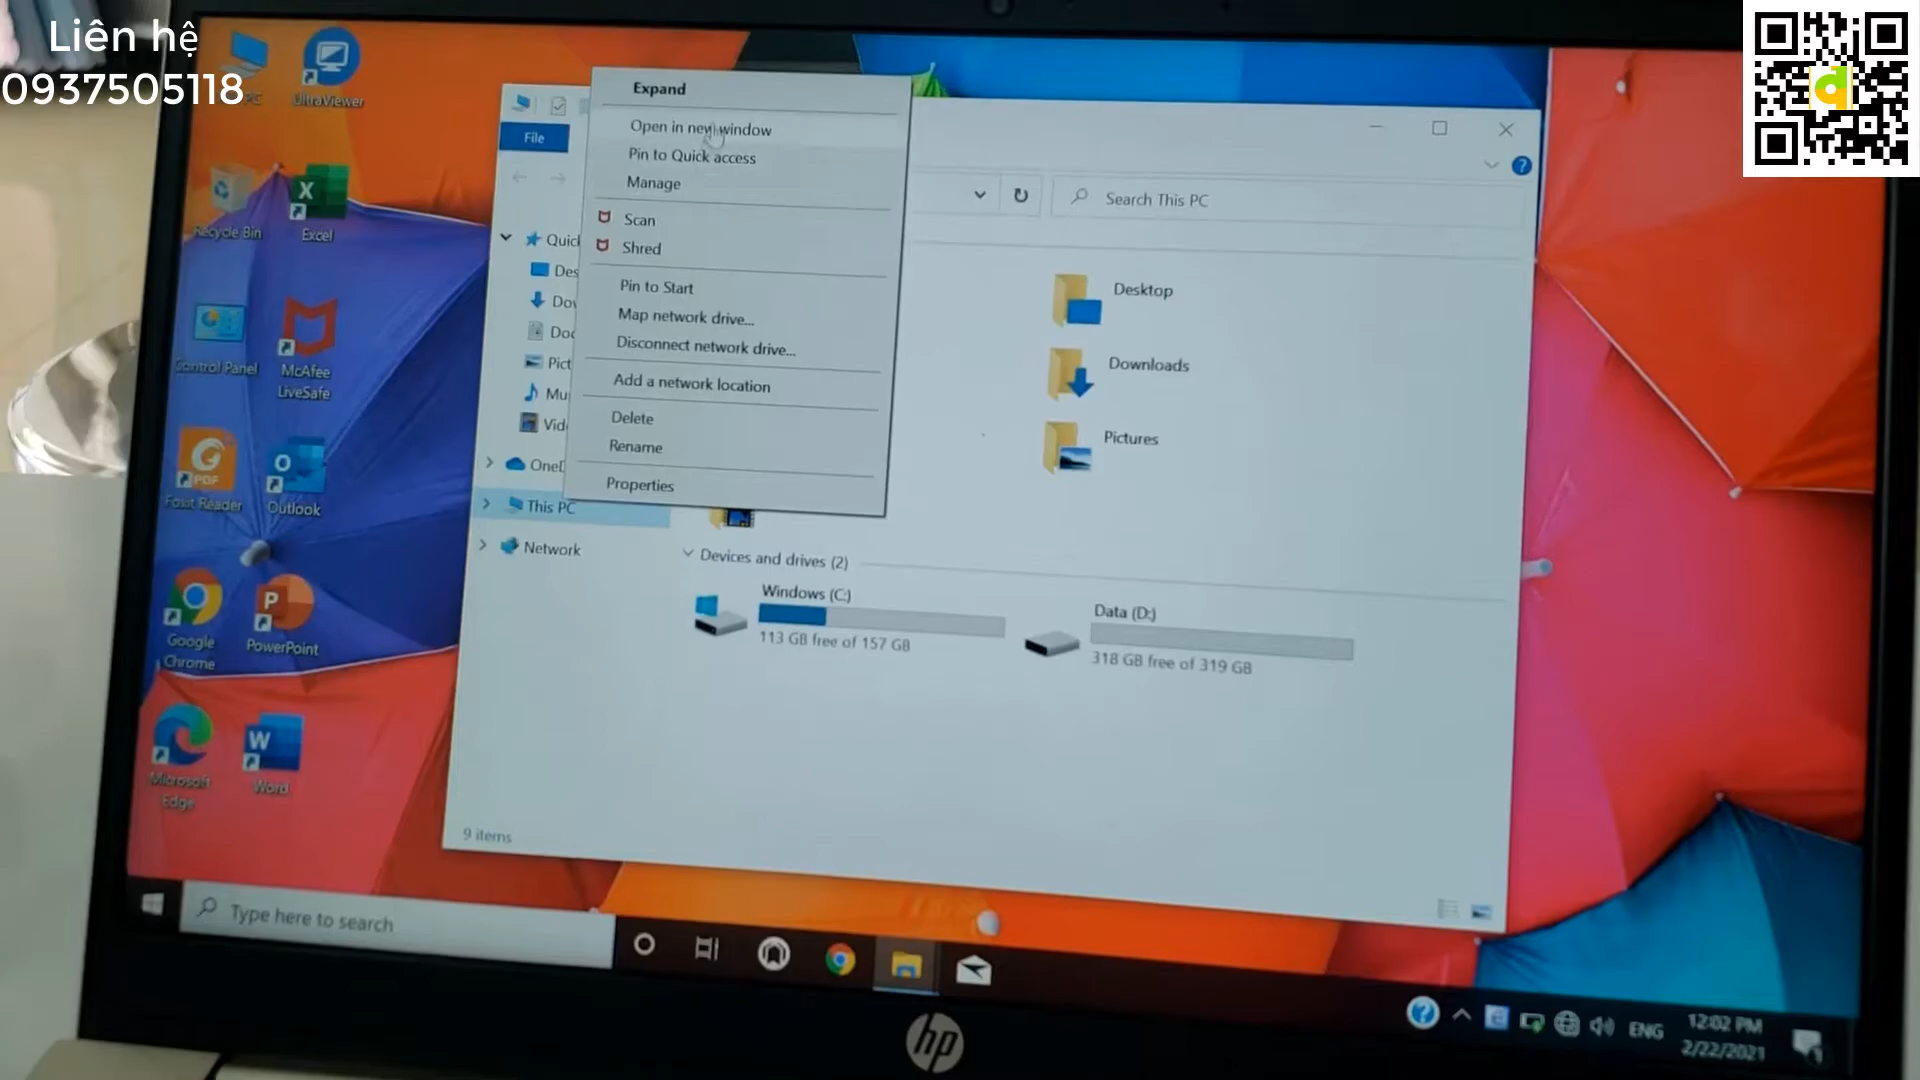 Liên hệ
0937505118
UltraViewer
Recycle Bin
Excel
Control Panel
McAfee
LiveSafe
Foxit Reader
Outlook
Google
Chrome
PowerPoint
Microsoft
Edge
Word
File
Expand
Open in new window
Pin to Quick access
Manage
Scan
Shred
Pin to Start
Map network drive...
Disconnect network drive...
Add a network location
Delete
Rename
Properties
Search This PC
This PC
Network
Desktop
Downloads
Pictures
Devices and drives (2)
Windows (C:)
113 GB free of 157 GB
Data (D:)
318 GB free of 319 GB
9 items
Type here to search
ENG
12:02 PM
2/22/2021
hp